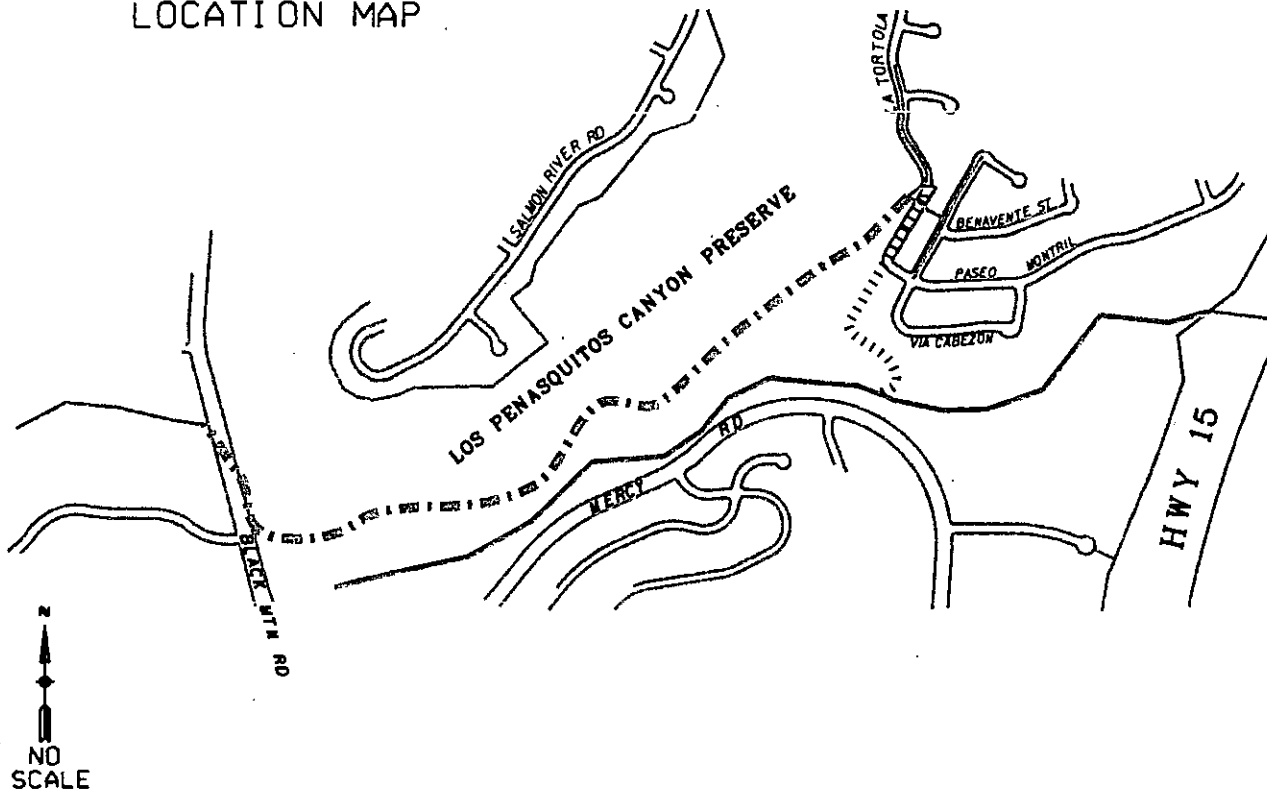 LOCATION MAP
LA TORTOLA
SALMON RIVER RD
LOS PENASQUITOS CANYON PRESERVE
BENAVENTE ST.
PASEO MONTRIL
VIA CABEZON
HWY 15
MERCY RD
BLACK MTN RD
N
NO
SCALE